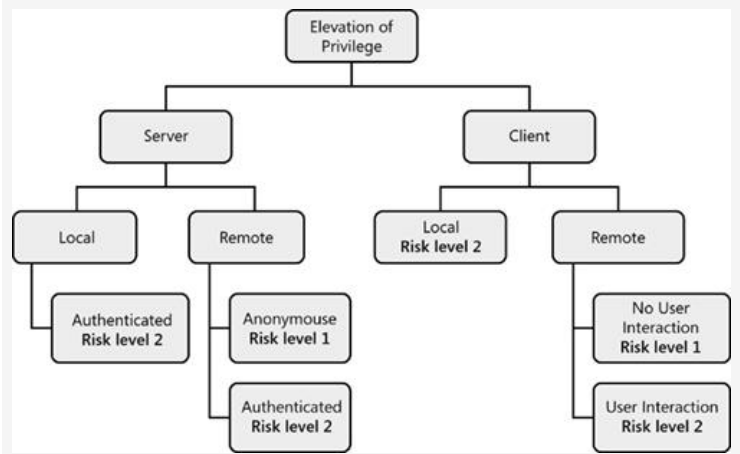 Elevation of
Privilege
Server
Client
Local
Remote
Local
Risk level 2
Remote
Authenticated
Risk level 2
Anonymouse
Risk level 1
No User
Interaction
Risk level 1
Authenticated
Risk level 2
User Interaction
Risk level 2